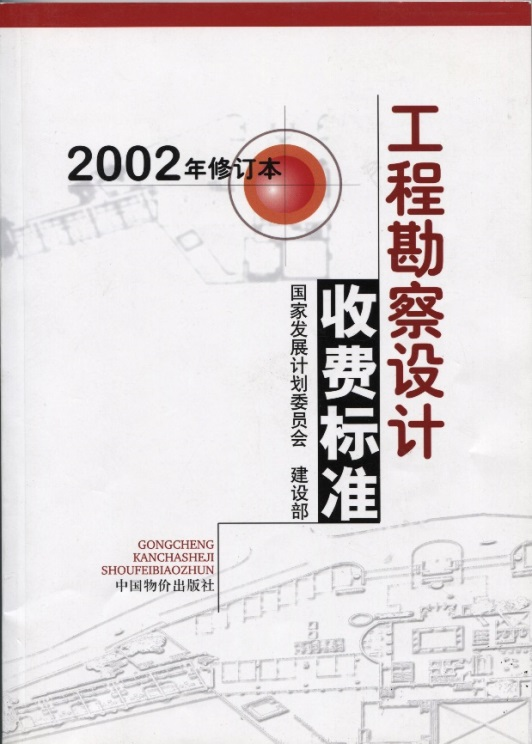 2002年修订本
工程勘察设计
收费标准
国家发展计划委员会 建设部
GONGCHENG
KANCHASHEJI
SHOUFEIBIAOZHUN
中国物价出版社